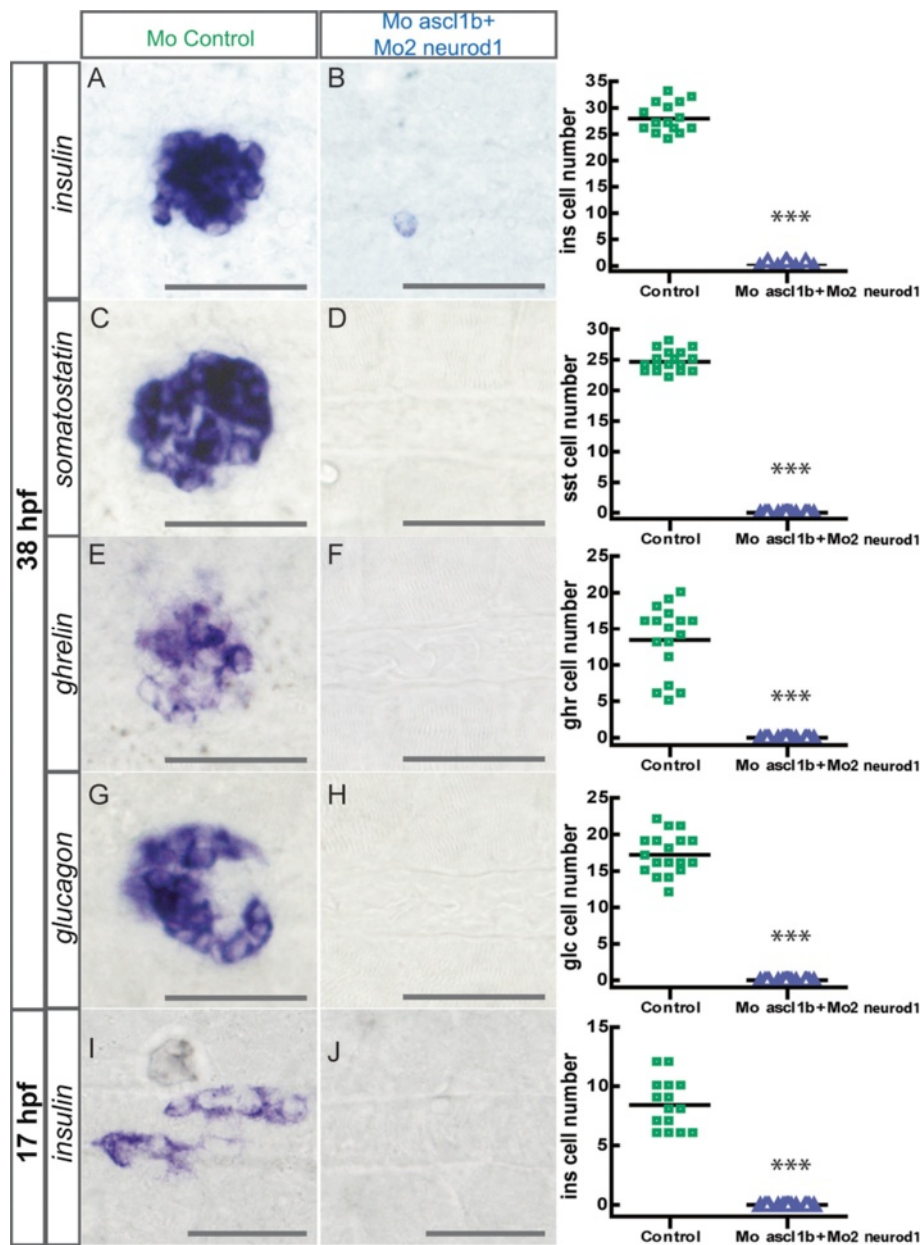 Mo Control
Mo ascl1b+
Mo2 neurod1
38 hpf
insulin
A
B
ins cell number
35
30
25
20
15
10
5
0
***
Control
Mo ascl1b+Mo2 neurod1
somatostatin
C
D
sst cell number
30
25
20
15
10
5
0
***
Control
Mo ascl1b+Mo2 neurod1
ghrelin
E
F
ghr cell number
25
20
15
10
5
0
***
Control
Mo ascl1b+Mo2 neurod1
glucagon
G
H
glc cell number
25
20
15
10
5
0
***
Control
Mo ascl1b+Mo2 neurod1
17 hpf
insulin
I
J
ins cell number
15
10
5
0
***
Control
Mo ascl1b+Mo2 neurod1